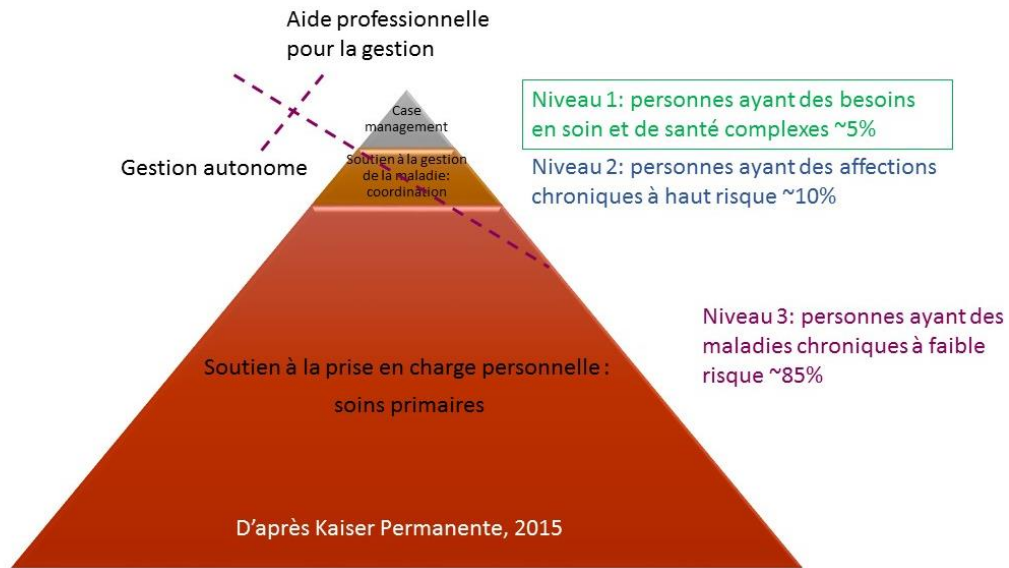 Aide professionnelle
pour la gestion
Gestion autonome
Case
management
Soutien à la gestion
de la maladie:
coordination
Niveau 1: personnes ayant des besoins
en soin et de santé complexes ~5%
Niveau 2: personnes ayant des affections
chroniques à haut risque ~10%
Niveau 3: personnes ayant des
maladies chroniques à faible
risque ~85%
Soutien à la prise en charge personnelle :
soins primaires
D’après Kaiser Permanente, 2015